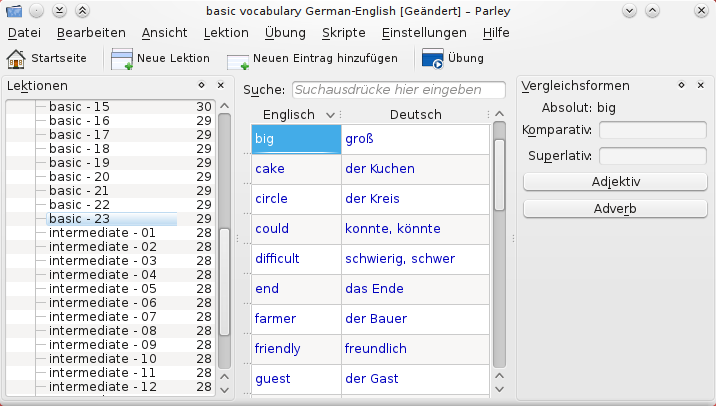 basic vocabulary German-English [Geändert] – Parley
Datei Bearbeiten Ansicht Lektion Übung Skripte Einstellungen Hilfe
Startseite Neue Lektion Neuen Eintrag hinzufügen Übung
Lektionen
basic - 15 30
basic - 16 29
basic - 17 29
basic - 18 29
basic - 19 29
basic - 20 29
basic - 21 29
basic - 22 29
basic - 23 29
intermediate - 01 28
intermediate - 02 28
intermediate - 03 28
intermediate - 04 28
intermediate - 05 28
intermediate - 06 28
intermediate - 07 28
intermediate - 08 28
intermediate - 09 28
intermediate - 10 28
intermediate - 11 28
intermediate - 12 28
Suche: Suchausdrücke hier eingeben
Englisch Deutsch
big groß
cake der Kuchen
circle der Kreis
could konnte, könnte
difficult schwierig, schwer
end das Ende
farmer der Bauer
friendly freundlich
guest der Gast
Vergleichsformen
Absolut: big
Komparativ:
Superlativ:
Adjektiv
Adverb